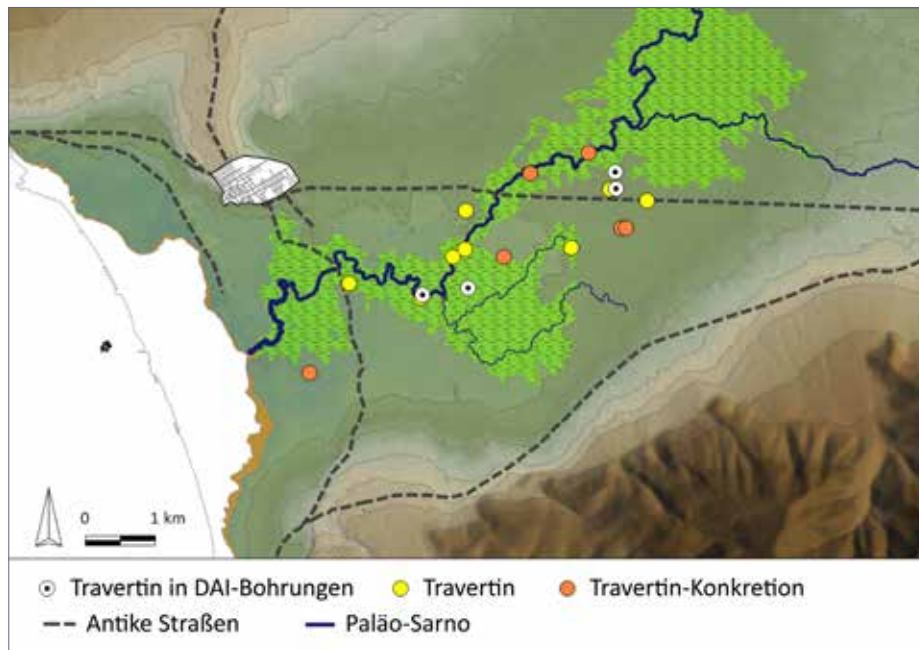 0 1 km
Travertin in DAI-Bohrungen Travertin Travertin-Konkretion
Antike Straßen Paläo-Sarno